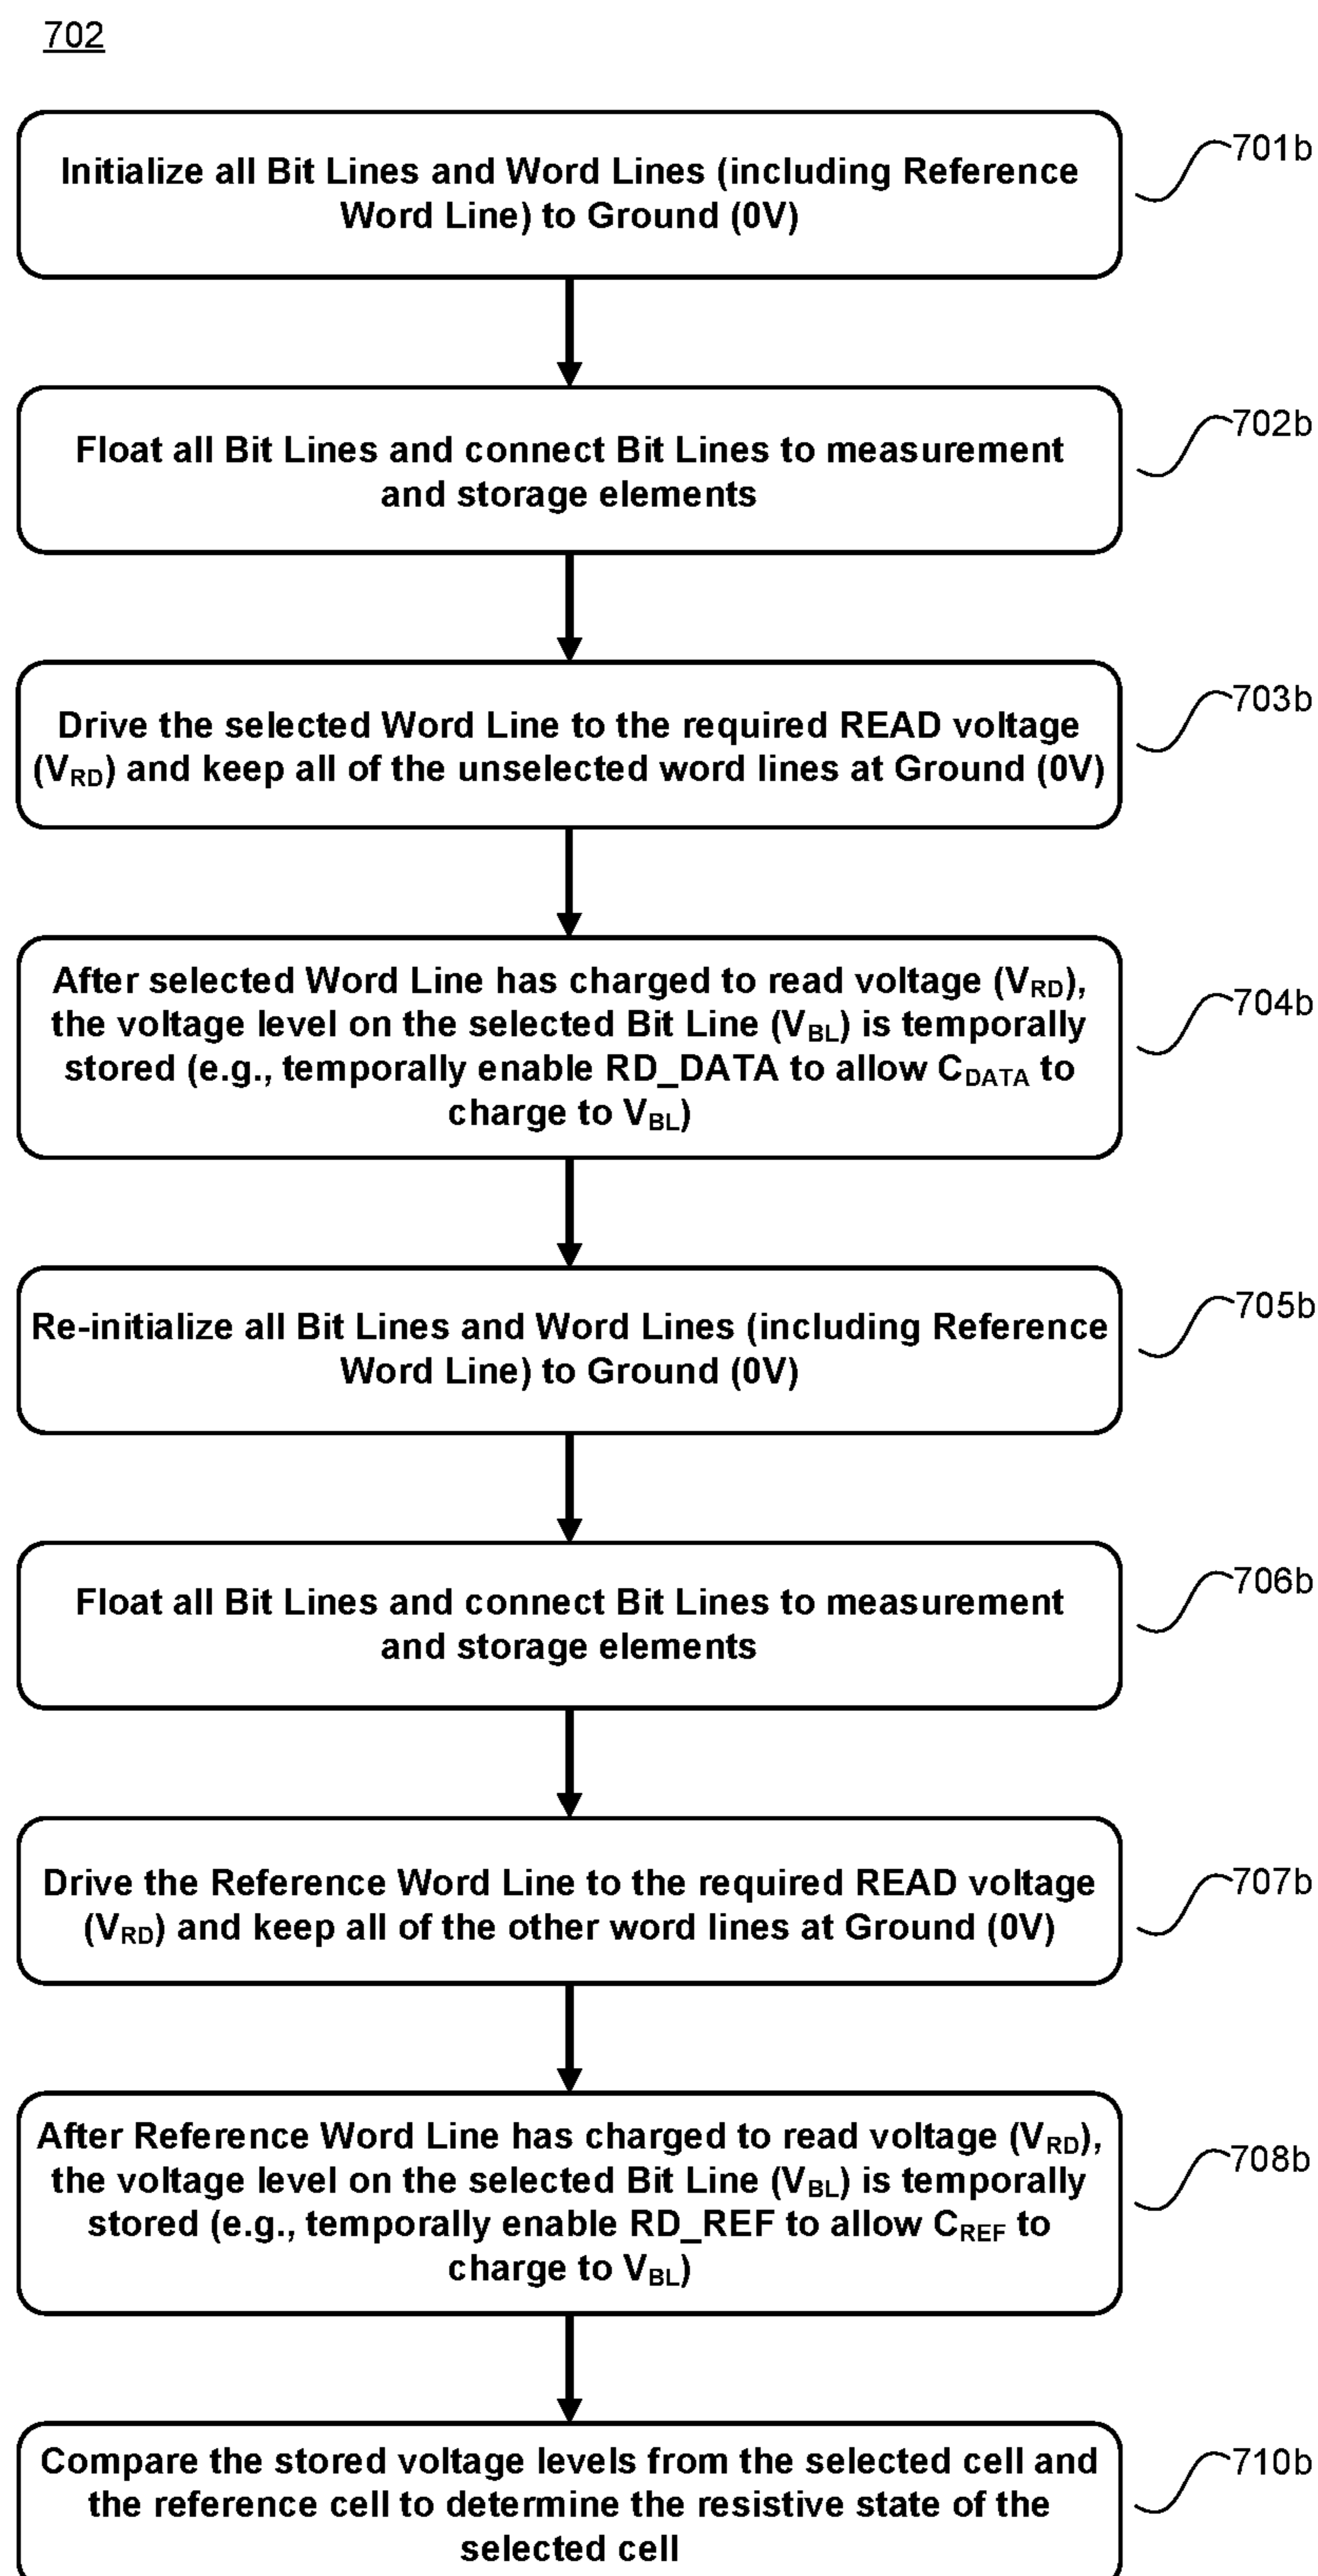 702
Initialize all Bit Lines and Word Lines (including Reference
Word Line) to Ground (0V)
701b
Float all Bit Lines and connect Bit Lines to measurement
and storage elements
702b
Drive the selected Word Line to the required READ voltage
(VRD) and keep all of the unselected word lines at Ground (0V)
703b
After selected Word Line has charged to read voltage (VRD),
the voltage level on the selected Bit Line (VBL) is temporally
stored (e.g., temporally enable RD_DATA to allow CDATA to
charge to VBL)
704b
Re-initialize all Bit Lines and Word Lines (including Reference
Word Line) to Ground (0V)
705b
Float all Bit Lines and connect Bit Lines to measurement
and storage elements
706b
Drive the Reference Word Line to the required READ voltage
(VRD) and keep all of the other word lines at Ground (0V)
707b
After Reference Word Line has charged to read voltage (VRD),
the voltage level on the selected Bit Line (VBL) is temporally
stored (e.g., temporally enable RD_REF to allow CREF to
charge to VBL)
708b
Compare the stored voltage levels from the selected cell and
the reference cell to determine the resistive state of the
selected cell
710b